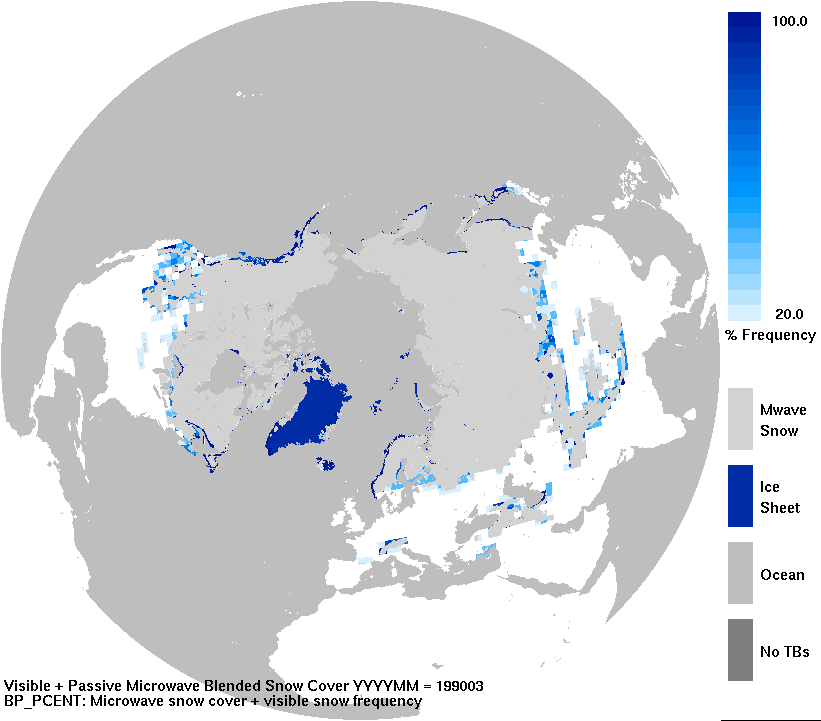 100.0
20.0
% Frequency
Mwave
Snow
Ice
Sheet
Ocean
No TBs
Visible + Passive Microwave Blended Snow Cover YYYYMM = 199003
BP_PCENT: Microwave snow cover + visible snow frequency